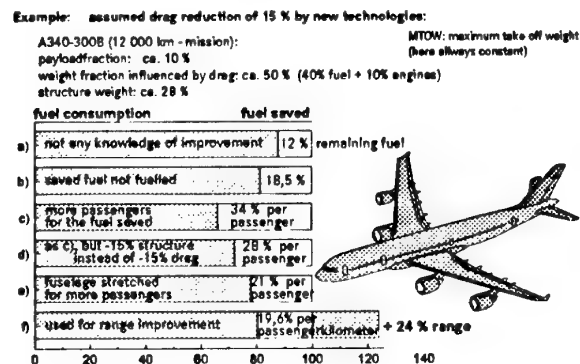 Example: assumed drag reduction of 15 % by new technologies:
A340-300B (12 000 km - mission):
MTOW: maximum take off weight
(here allways constant)
payloadfraction: ca. 10 %
weight fraction influenced by drag: ca. 50 % (40% fuel + 10% engines)
structure weight: ca. 28 %
fuel consumption fuel saved
a) not any knowledge of improvement 12 % remaining fuel
b) saved fuel not fuelled 18,5 %
c) more passengers for the fuel saved 34 % per passenger
d) as c), but -15% structure instead of -15% drag 28 % per passenger
e) fuselage stretched for more passengers 21 % per passenger
f) used for range improvement 19,6% per passengerkilometer + 24 % range
0 20 40 60 80 100 120 140